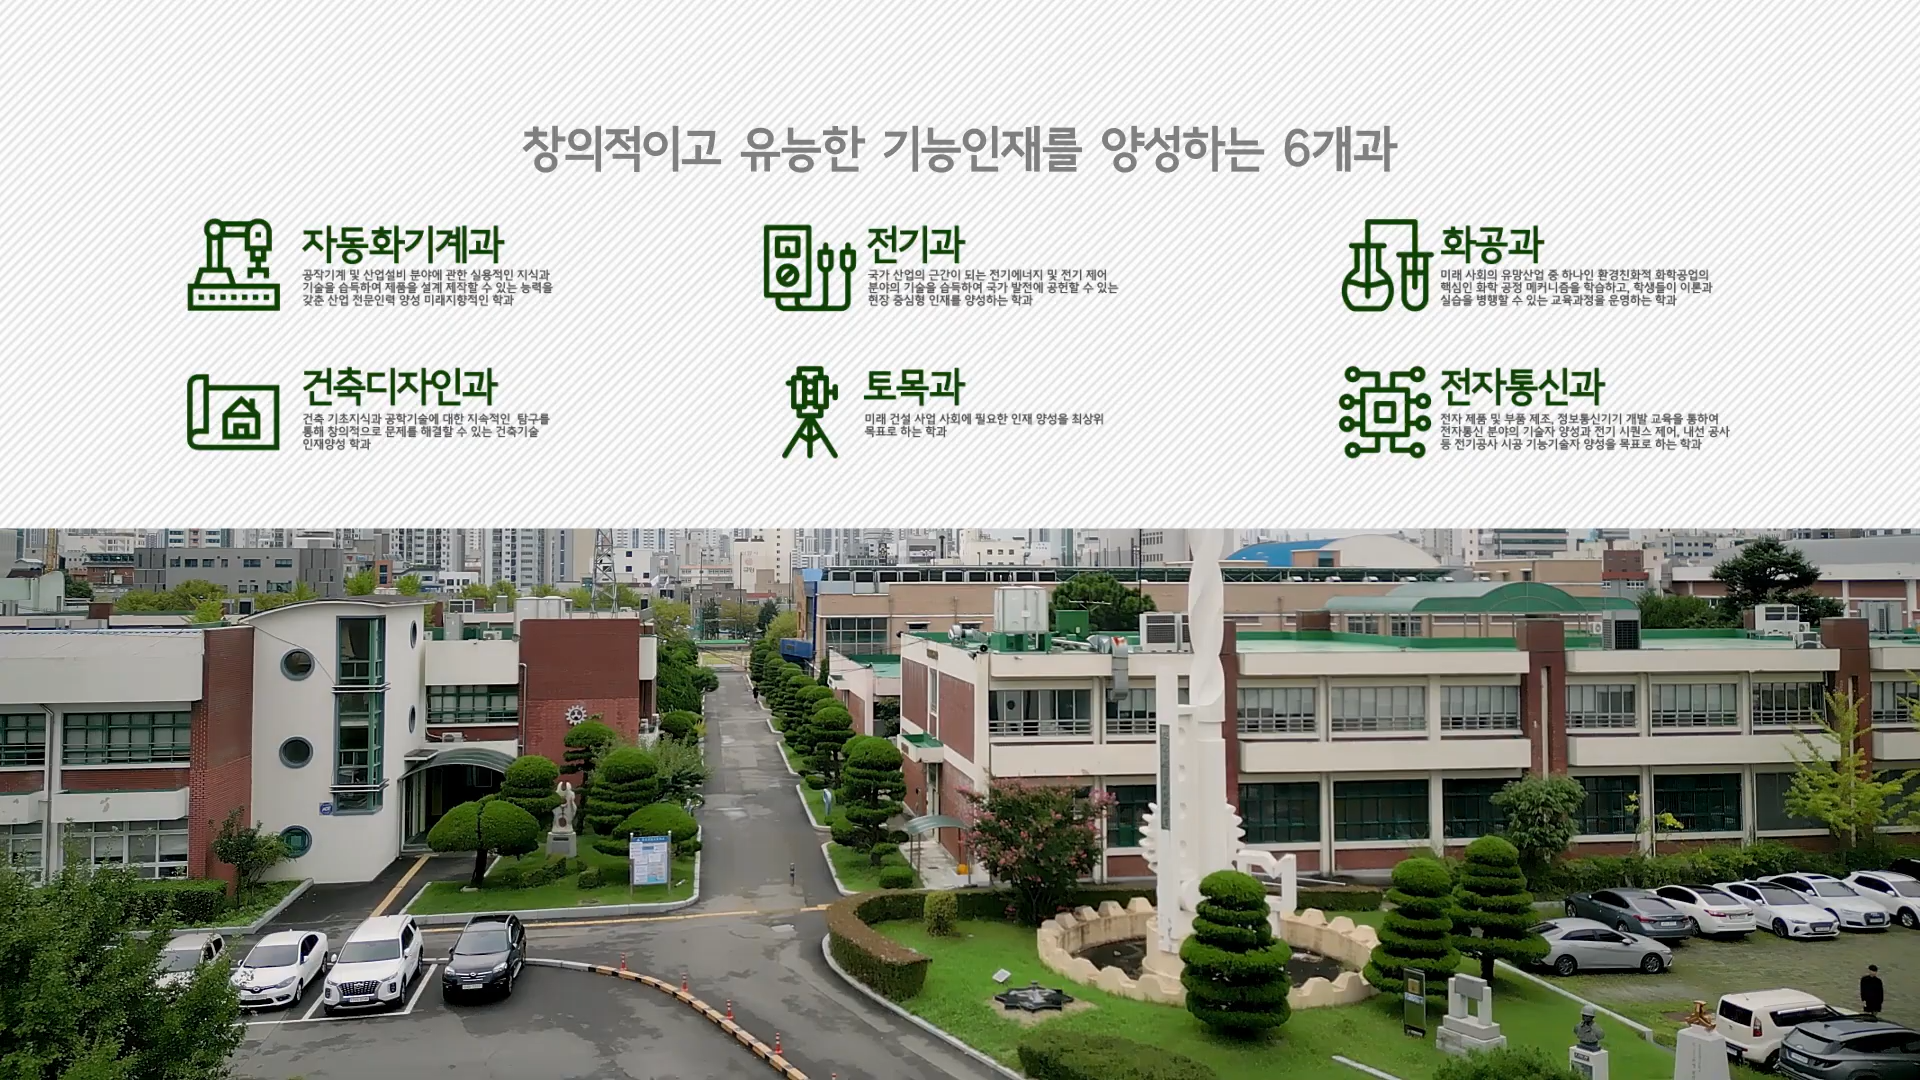 창의적이고 유능한 기능인재를 양성하는 6개과
자동화기계과
공작기계 및 산업설비 분야에 관한 실용적인 지식과
기술을 습득하여 제품을 설계 제작할 수 있는 능력을
갖춘 산업 전문인력 양성 미래지향적인 학과
전기과
국가 산업의 근간이 되는 전기에너지 및 전기 제어
분야의 기술을 습득하여 국가 발전에 공헌할 수 있는
현장 중심형 인재를 양성하는 학과
화공과
미래 사회의 유망산업 중 하나인 환경친화적 화학공업의
핵심인 화학 공정 메커니즘을 학습하고, 학생들이 이론과
실습을 병행할 수 있는 교육과정을 운영하는 학과
건축디자인과
건축 기초지식과 공학기술에 대한 지속적인 탐구를
통해 창의적으로 문제를 해결할 수 있는 건축기술
인재양성 학과
토목과
미래 건설 사업 사회에 필요한 인재 양성을 최상위
목표로 하는 학과
전자통신과
전자 제품 및 부품 제조, 정보통신기기 개발 교육을 통하여
전자통신 분야의 기술자 양성과 전기 시퀀스 제어, 내선 공사
등 전기공사 시공 기능기술자 양성을 목표로 하는 학과